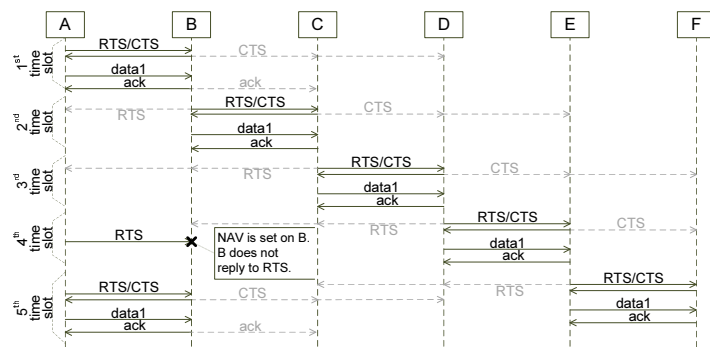 A B C D E F
1st time slot
RTS/CTS CTS
data1
ack ack
2nd time slot
RTS RTS/CTS CTS
data1
ack
3rd time slot
RTS RTS/CTS CTS
data1
ack
4th time slot
RTS RTS/CTS CTS
RTS
NAV is set on B.
B does not
reply to RTS.
data1
ack
5th time slot
RTS RTS/CTS
RTS/CTS CTS
data1
data1
ack ack
ack